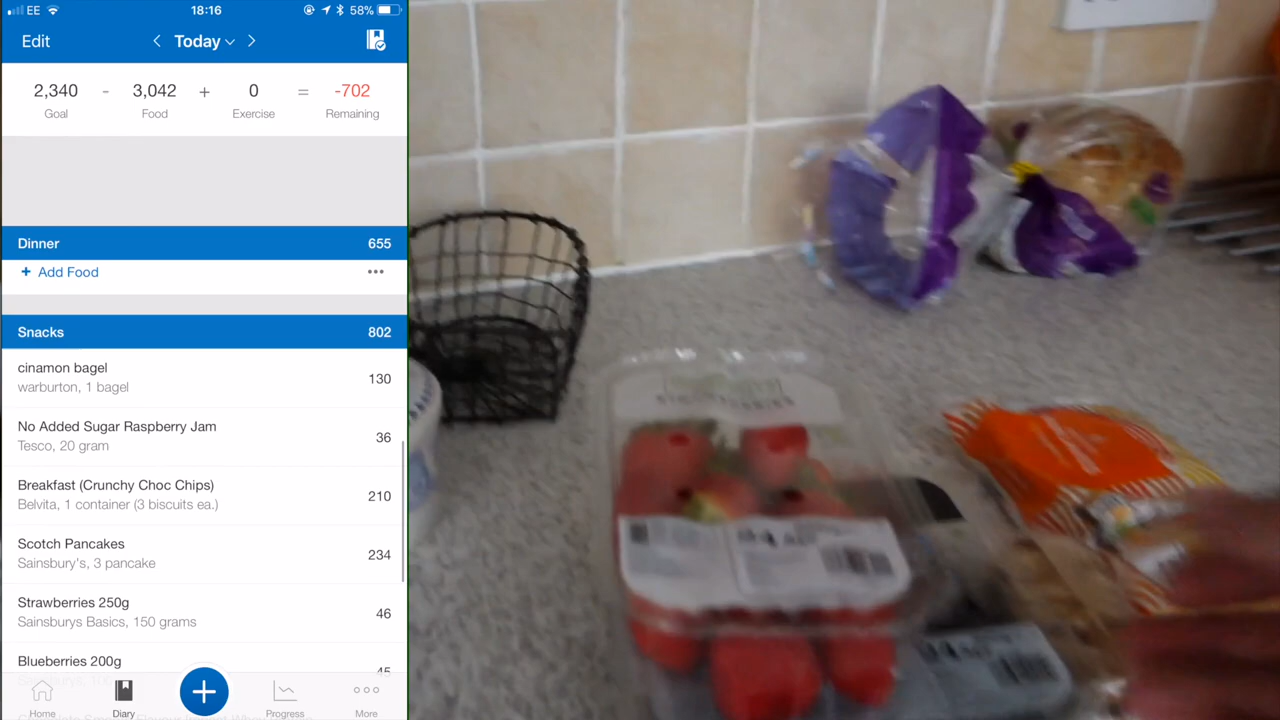 EE 18:16 58%
Edit Today
2,340 - 3,042 + 0 = -702
Goal Food Exercise Remaining
Dinner 655
+ Add Food
Snacks 802
cinamon bagel
warburton, 1 bagel 130
No Added Sugar Raspberry Jam
Tesco, 20 gram 36
Breakfast (Crunchy Choc Chips)
Belvita, 1 container (3 biscuits ea.) 210
Scotch Pancakes
Sainsbury's, 3 pancake 234
Strawberries 250g
Sainsburys Basics, 150 grams 46
Blueberries 200g
45
Home Diary Progress More